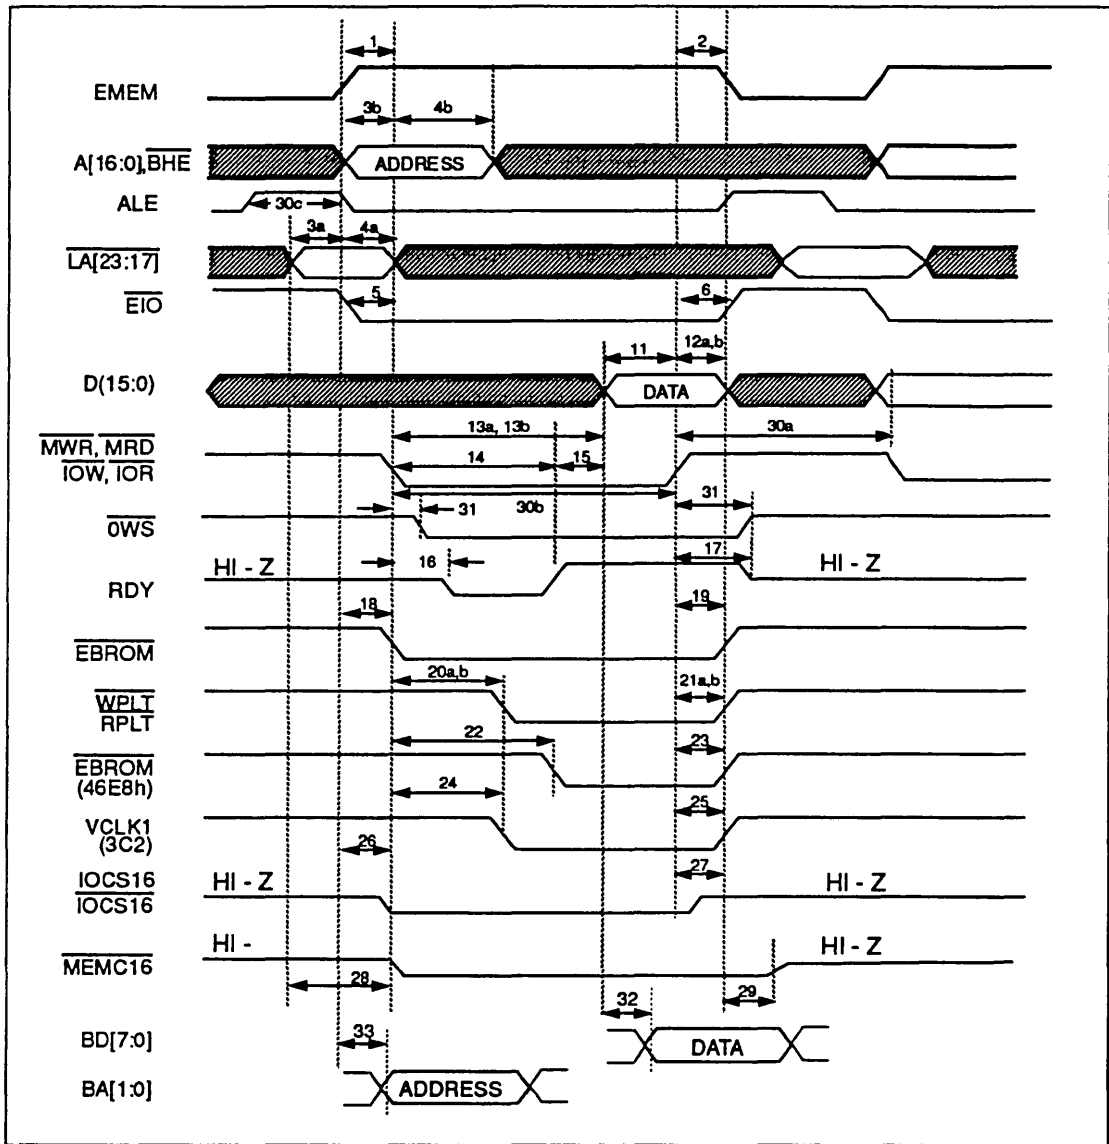 1 2
EMEM
3b 4b
A[16:0],BHE ADDRESS
ALE 30c
3a 4a
LA[23:17]
EIO 5 6
11 12a,b
D(15:0) DATA
13a, 13b 30a
MWR, MRD
IOW, IOR 14 15
31 30b 31
0WS
HI - Z 16 17 HI - Z
RDY
18 19
EBROM
20a,b 21a,b
WPLT
RPLT
22 23
EBROM
(46E8h) 24 25
VCLK1
(3C2) 26 27
IOCS16 HI - Z HI - Z
IOCS16
HI - HI - Z
MEMC16
28 29
32
BD[7:0] 33 DATA
BA[1:0] ADDRESS